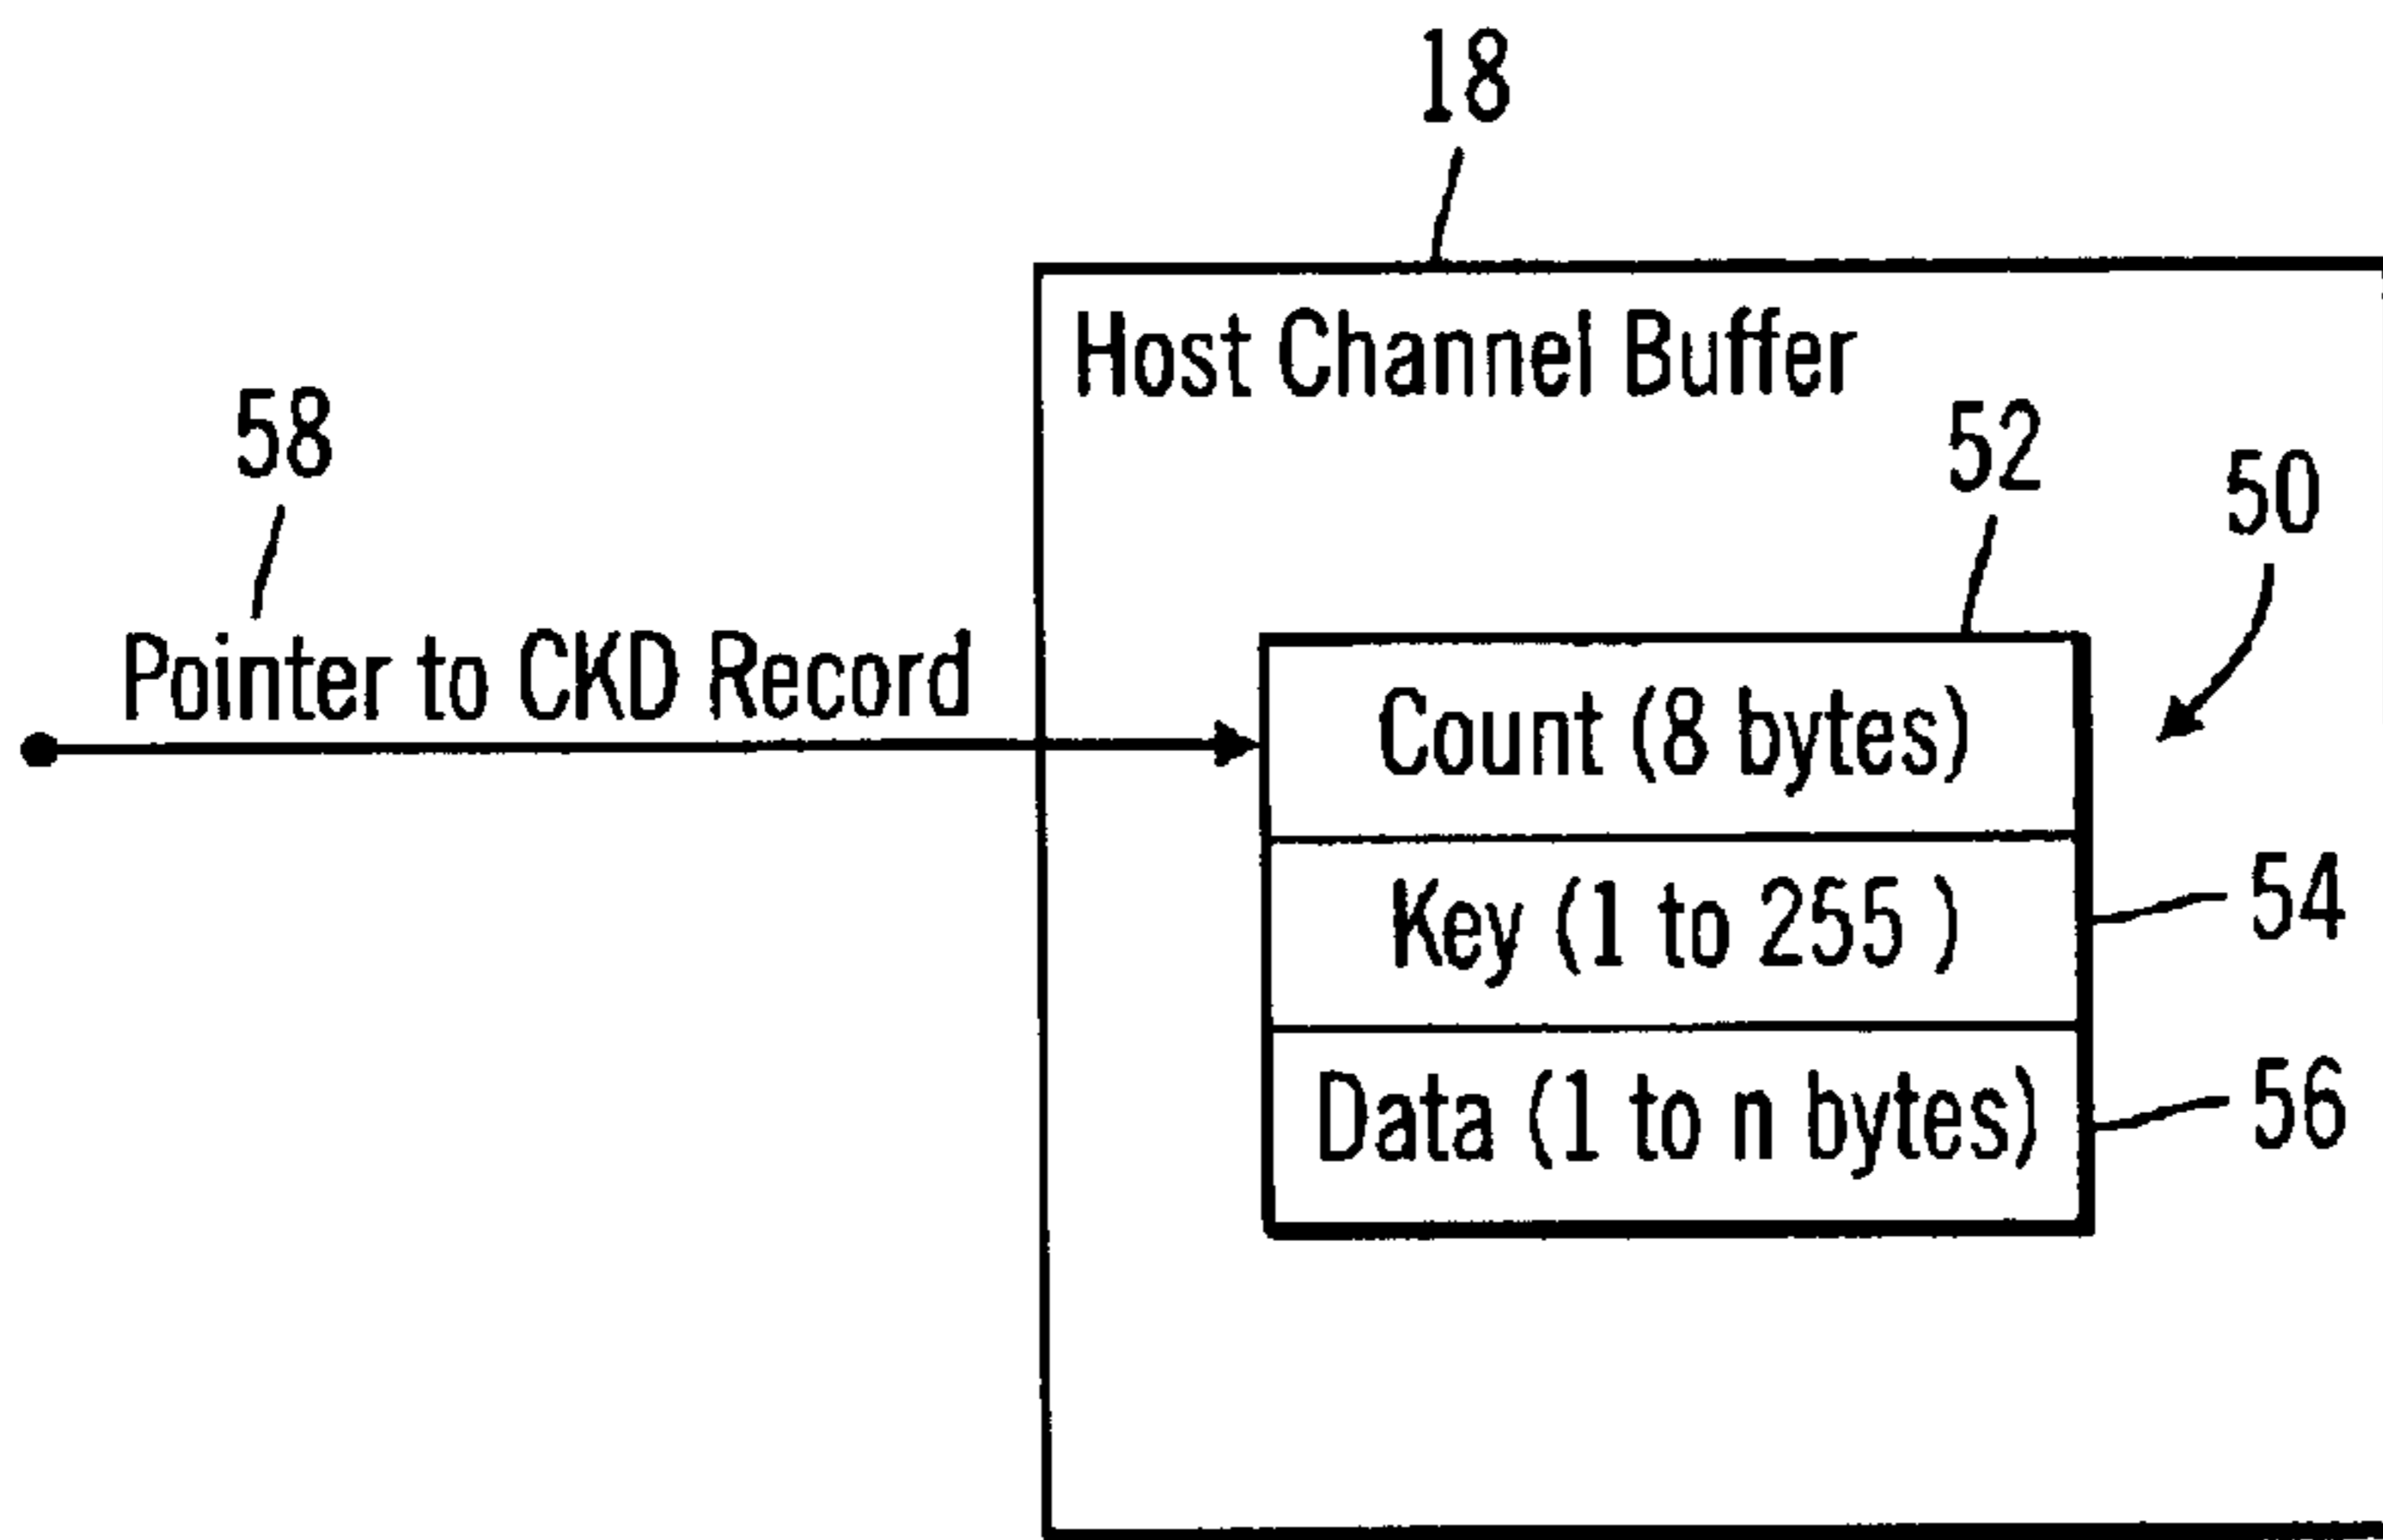 18
Host Channel Buffer
58
52
50
Pointer to CKD Record
Count (8 bytes)
Key (1 to 255 )
54
Data (1 to n bytes)
56